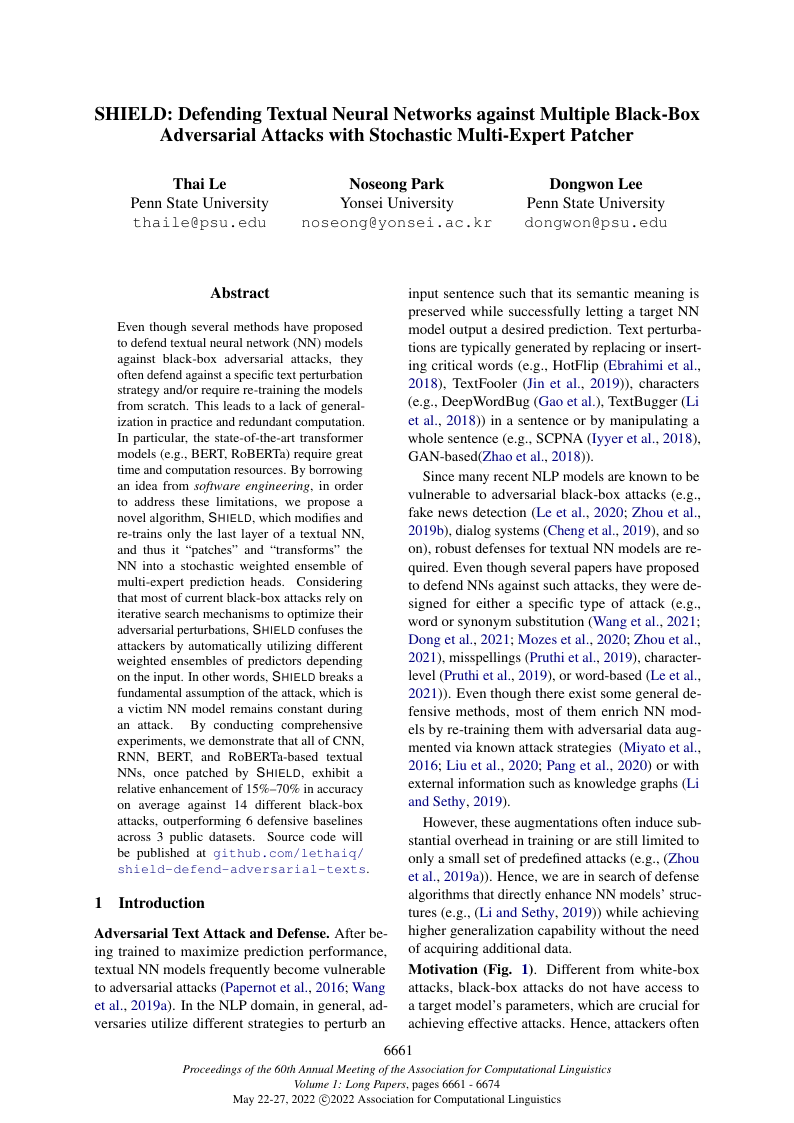 SHIELD: Defending Textual Neural Networks against Multiple Black-Box
Adversarial Attacks with Stochastic Multi-Expert Patcher
Thai Le
Penn State University
thaile@psu.edu
Noseong Park
Yonsei University
noseong@yonsei.ac.kr
Dongwon Lee
Penn State University
dongwon@psu.edu
Abstract
Even though several methods have proposed
to defend textual neural network (NN) models
against black-box adversarial attacks, they
often defend against a specific text perturbation
strategy and/or require re-training the models
from scratch. This leads to a lack of general-
ization in practice and redundant computation.
In particular, the state-of-the-art transformer
models (e.g., BERT, RoBERTa) require great
time and computation resources. By borrowing
an idea from software engineering, in order
to address these limitations, we propose a
novel algorithm, SHIELD, which modifies and
re-trains only the last layer of a textual NN,
and thus it “patches” and “transforms” the
NN into a stochastic weighted ensemble of
multi-expert prediction heads. Considering
that most of current black-box attacks rely on
iterative search mechanisms to optimize their
adversarial perturbations, SHIELD confuses the
attackers by automatically utilizing different
weighted ensembles of predictors depending
on the input. In other words, SHIELD breaks a
fundamental assumption of the attack, which is
a victim NN model remains constant during
an attack. By conducting comprehensive
experiments, we demonstrate that all of CNN,
RNN, BERT, and RoBERTa-based textual
NNs, once patched by SHIELD, exhibit a
relative enhancement of 15%–70% in accuracy
on average against 14 different black-box
attacks, outperforming 6 defensive baselines
across 3 public datasets. Source code will
be published at github.com/lethaiq/
shield-defend-adversarial-texts.
1 Introduction
Adversarial Text Attack and Defense. After be-
ing trained to maximize prediction performance,
textual NN models frequently become vulnerable
to adversarial attacks (Papernot et al., 2016; Wang
et al., 2019a). In the NLP domain, in general, ad-
versaries utilize different strategies to perturb an
input sentence such that its semantic meaning is
preserved while successfully letting a target NN
model output a desired prediction. Text perturba-
tions are typically generated by replacing or insert-
ing critical words (e.g., HotFlip (Ebrahimi et al.,
2018), TextFooler (Jin et al., 2019)), characters
(e.g., DeepWordBug (Gao et al.), TextBugger (Li
et al., 2018)) in a sentence or by manipulating a
whole sentence (e.g., SCPNA (Iyyer et al., 2018),
GAN-based(Zhao et al., 2018)).
Since many recent NLP models are known to be
vulnerable to adversarial black-box attacks (e.g.,
fake news detection (Le et al., 2020; Zhou et al.,
2019b), dialog systems (Cheng et al., 2019), and so
on), robust defenses for textual NN models are re-
quired. Even though several papers have proposed
to defend NNs against such attacks, they were de-
signed for either a specific type of attack (e.g.,
word or synonym substitution (Wang et al., 2021;
Dong et al., 2021; Mozes et al., 2020; Zhou et al.,
2021), misspellings (Pruthi et al., 2019), character-
level (Pruthi et al., 2019), or word-based (Le et al.,
2021)). Even though there exist some general de-
fensive methods, most of them enrich NN mod-
els by re-training them with adversarial data aug-
mented via known attack strategies (Miyato et al.,
2016; Liu et al., 2020; Pang et al., 2020) or with
external information such as knowledge graphs (Li
and Sethy, 2019).
However, these augmentations often induce sub-
stantial overhead in training or are still limited to
only a small set of predefined attacks (e.g., (Zhou
et al., 2019a)). Hence, we are in search of defense
algorithms that directly enhance NN models’ struc-
tures (e.g., (Li and Sethy, 2019)) while achieving
higher generalization capability without the need
of acquiring additional data.
Motivation (Fig. 1). Different from white-box
attacks, black-box attacks do not have access to
a target model’s parameters, which are crucial for
achieving effective attacks. Hence, attackers often
6661
Proceedings of the 60th Annual Meeting of the Association for Computational Linguistics
Volume 1: Long Papers, pages 6661 - 6674
May 22-27, 2022 ©2022 Association for Computational Linguistics